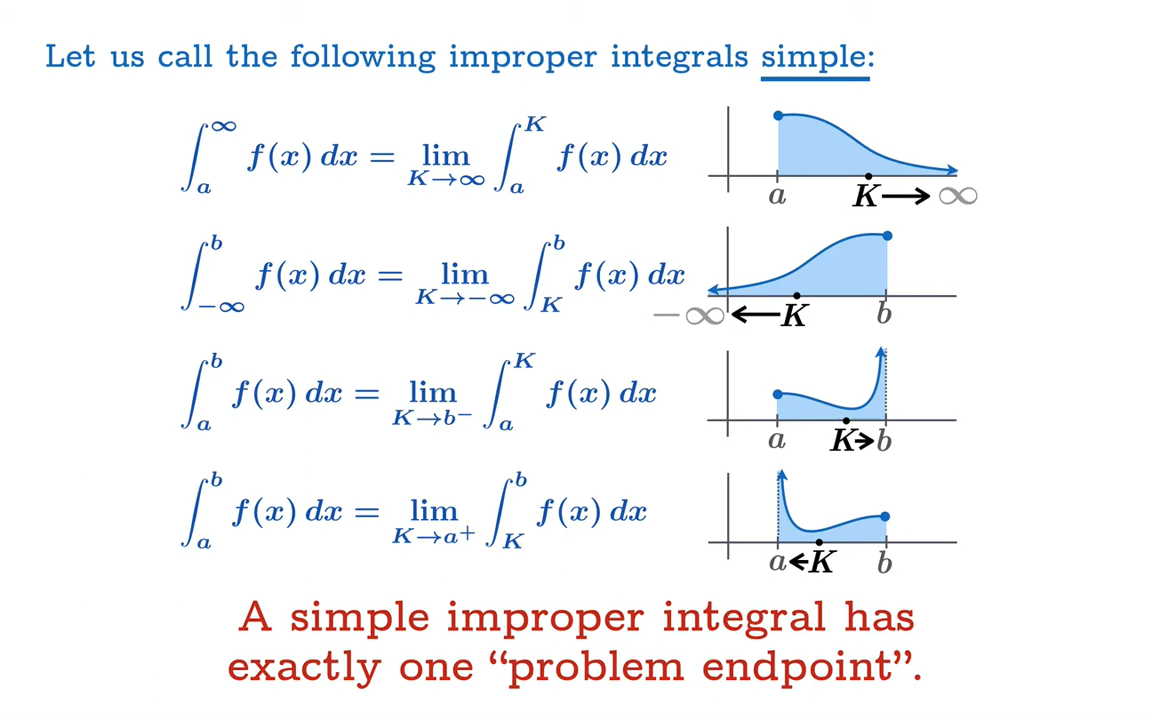 Let us call the following improper integrals simple:
∫_a^∞ f(x) dx = lim_{K→∞} ∫_a^K f(x) dx
a K⟶∞
∫_{−∞}^b f(x) dx = lim_{K→−∞} ∫_K^b f(x) dx
−∞⟵K b
∫_a^b f(x) dx = lim_{K→b⁻} ∫_a^K f(x) dx
a K→b
∫_a^b f(x) dx = lim_{K→a⁺} ∫_K^b f(x) dx
a←K b
A simple improper integral has
exactly one “problem endpoint”.